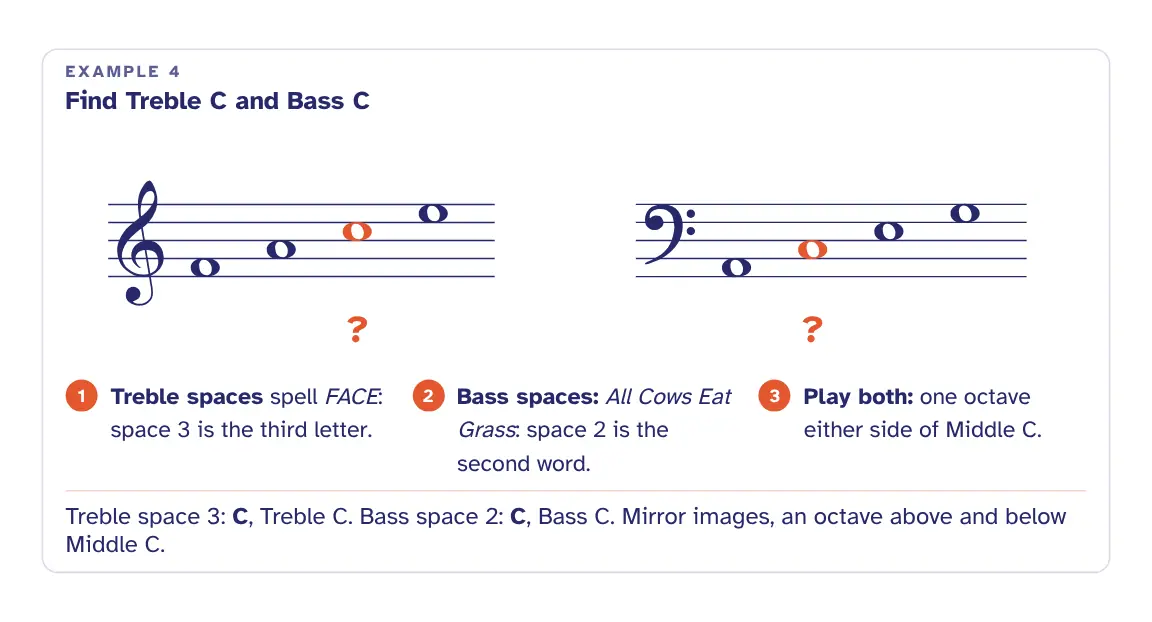 EXAMPLE 4
Find Treble C and Bass C
?
?
1
Treble spaces spell FACE:
space 3 is the third letter.
2
Bass spaces: All Cows Eat
Grass: space 2 is the
second word.
3
Play both: one octave
either side of Middle C.
Treble space 3: C, Treble C. Bass space 2: C, Bass C. Mirror images, an octave above and below
Middle C.